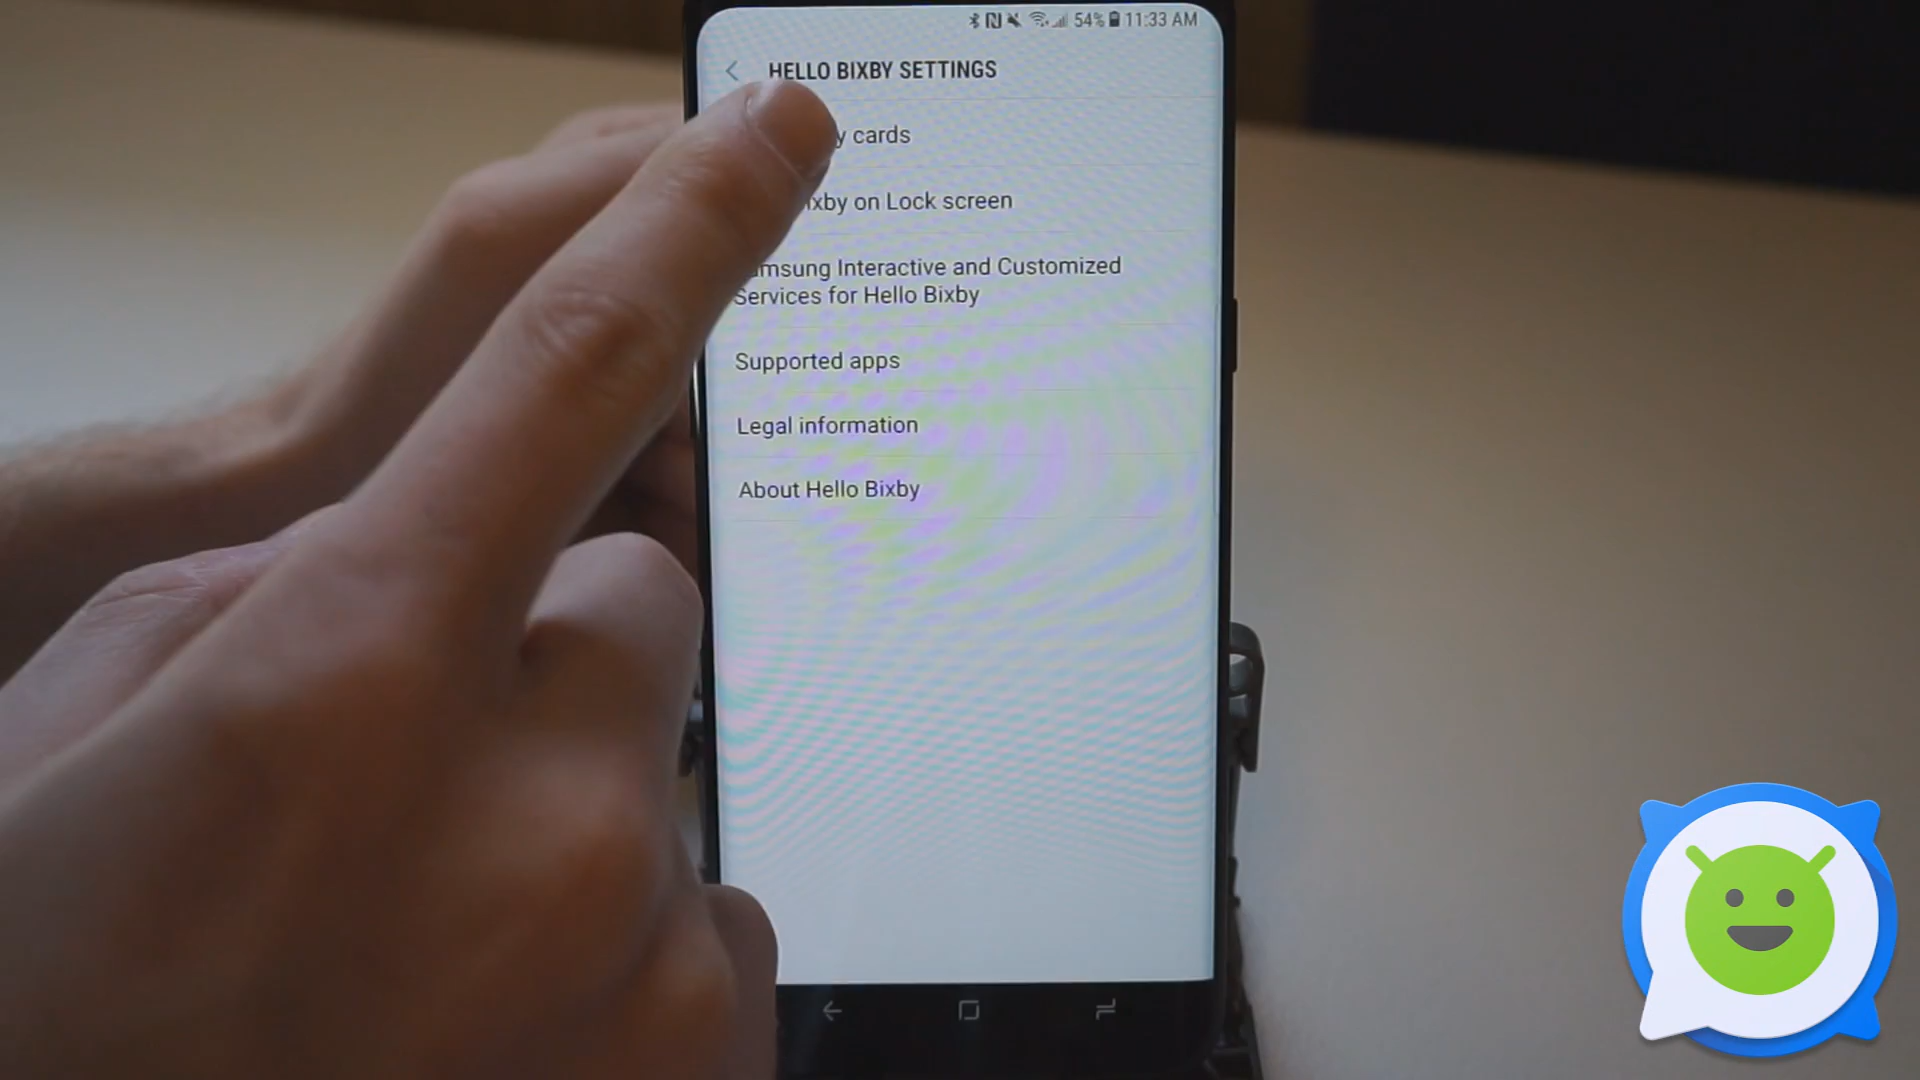 54% 11:33 AM
HELLO BIXBY SETTINGS
cards
on Lock screen
Interactive and Customized
Services for Hello Bixby
Supported apps
Legal information
About Hello Bixby